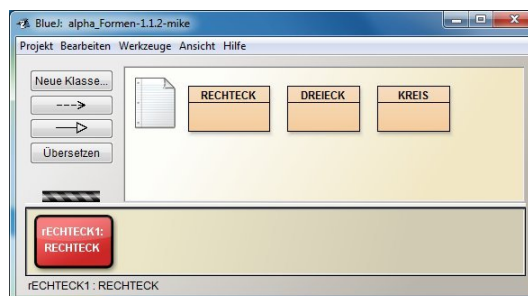 BlueJ: alpha_Formen-1.1.2-mike
Projekt Bearbeiten Werkzeuge Ansicht Hilfe
Neue Klasse...
Übersetzen
RECHTECK
DREIECK
KREIS
rECHTECK1:
RECHTECK
rECHTECK1 : RECHTECK